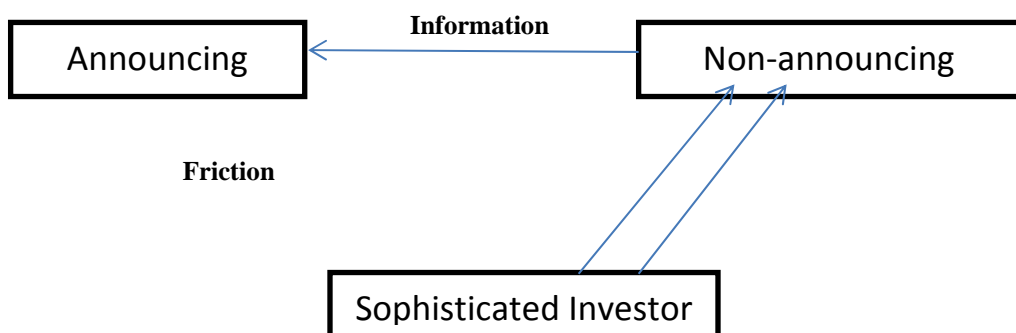 Information
Announcing
Non-announcing
Friction
Sophisticated Investor